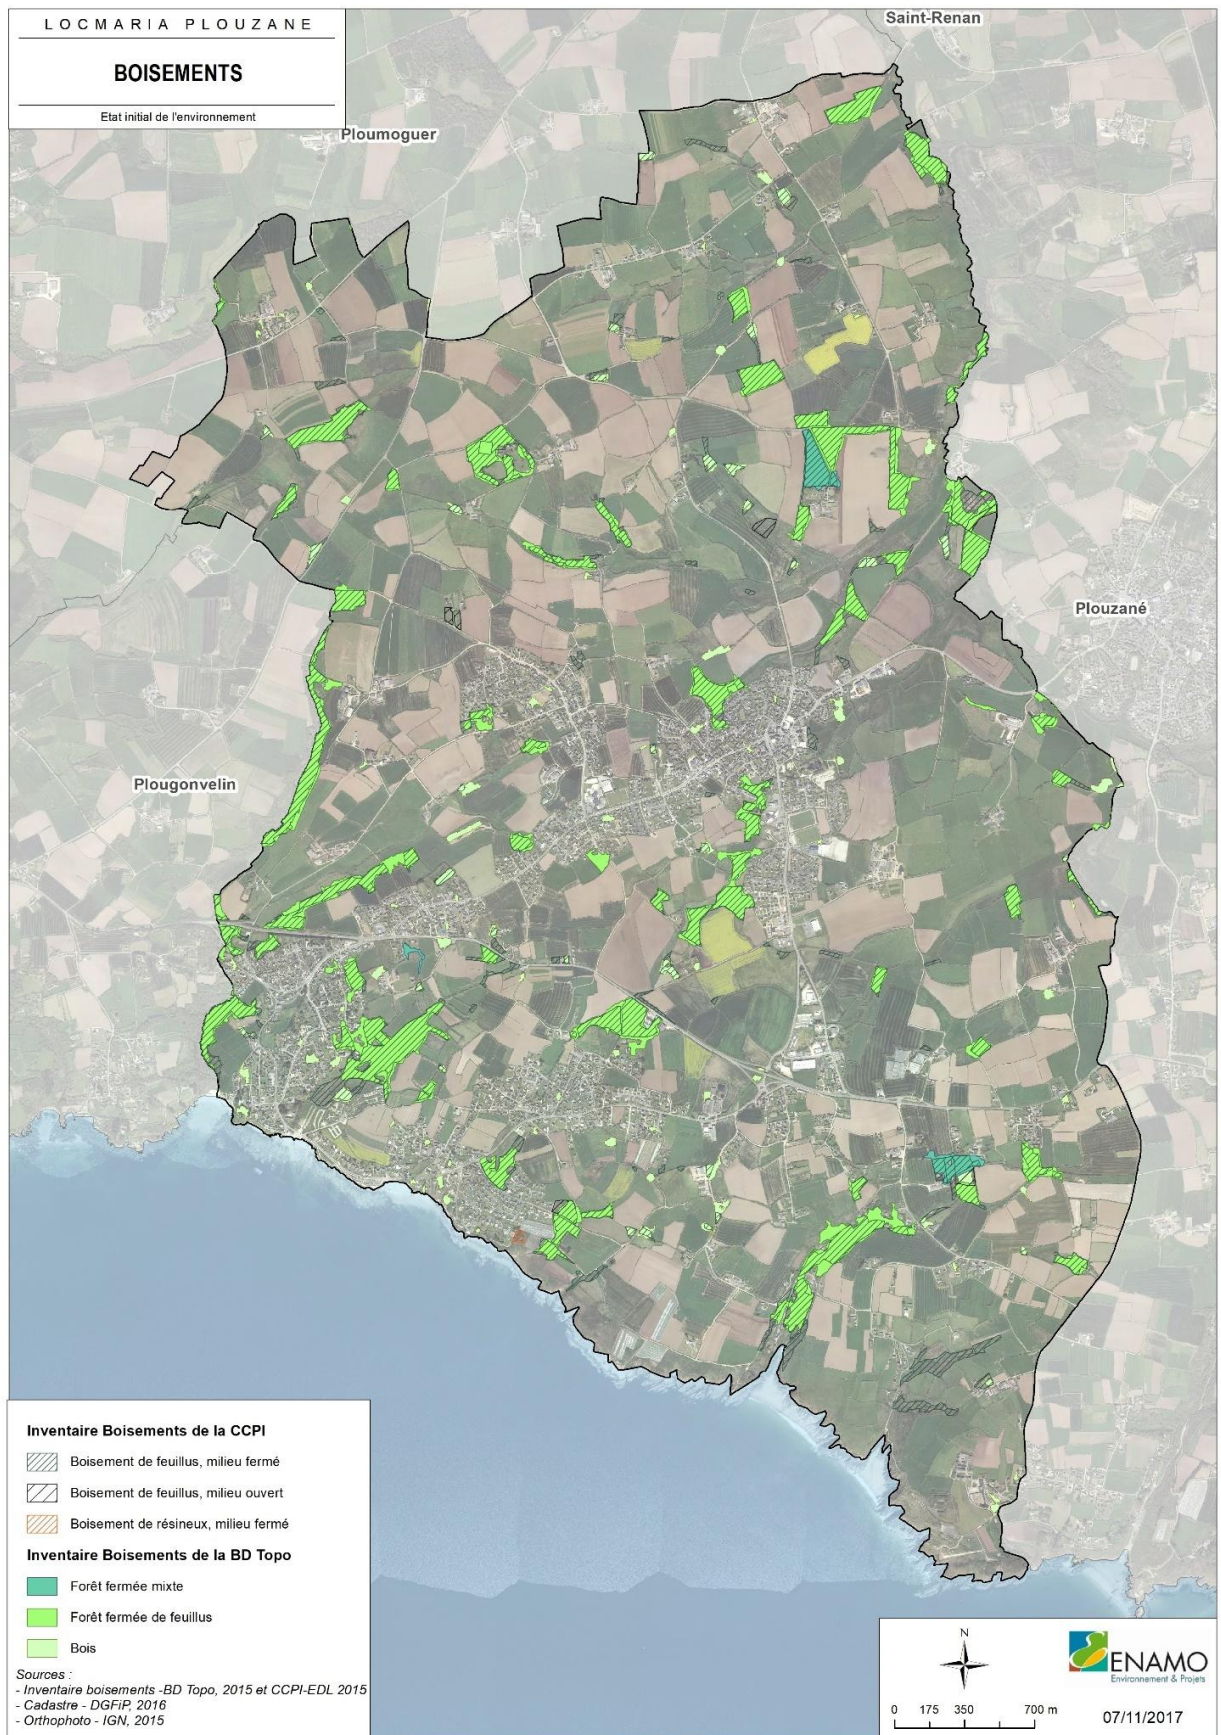 LOCMARIA PLOUZANE
BOISEMENTS
Etat initial de l'environnement
Saint-Renan
Ploumoguer
Plouzané
Plougonvelin
Inventaire Boisements de la CCPI
Boisement de feuillus, milieu fermé
Boisement de feuillus, milieu ouvert
Boisement de résineux, milieu fermé
Inventaire Boisements de la BD Topo
Forêt fermée mixte
Forêt fermée de feuillus
Bois
Sources :
- Inventaire boisements -BD Topo, 2015 et CCPI-EDL 2015
- Cadastre - DGFiP, 2016
- Orthophoto - IGN, 2015
N
0 175 350 700 m
ENAMO
Environnement & Projets
07/11/2017